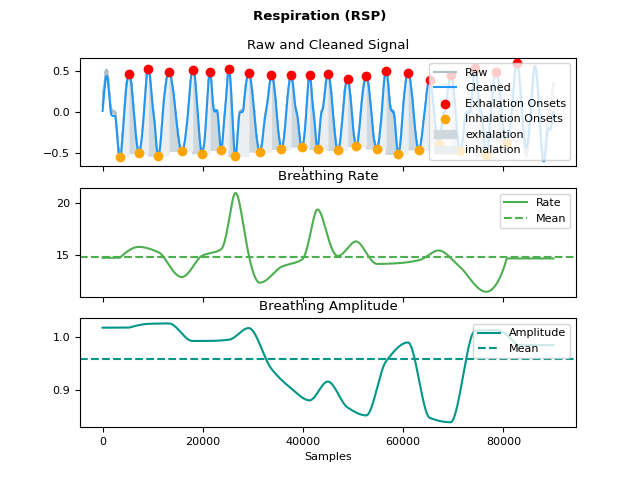 Respiration (RSP)
Raw and Cleaned Signal
0.5
0.0
−0.5
Raw
Cleaned
Exhalation Onsets
Inhalation Onsets
exhalation
inhalation
Breathing Rate
20
15
Rate
Mean
Breathing Amplitude
1.0
0.9
Amplitude
Mean
0 20000 40000 60000 80000
Samples